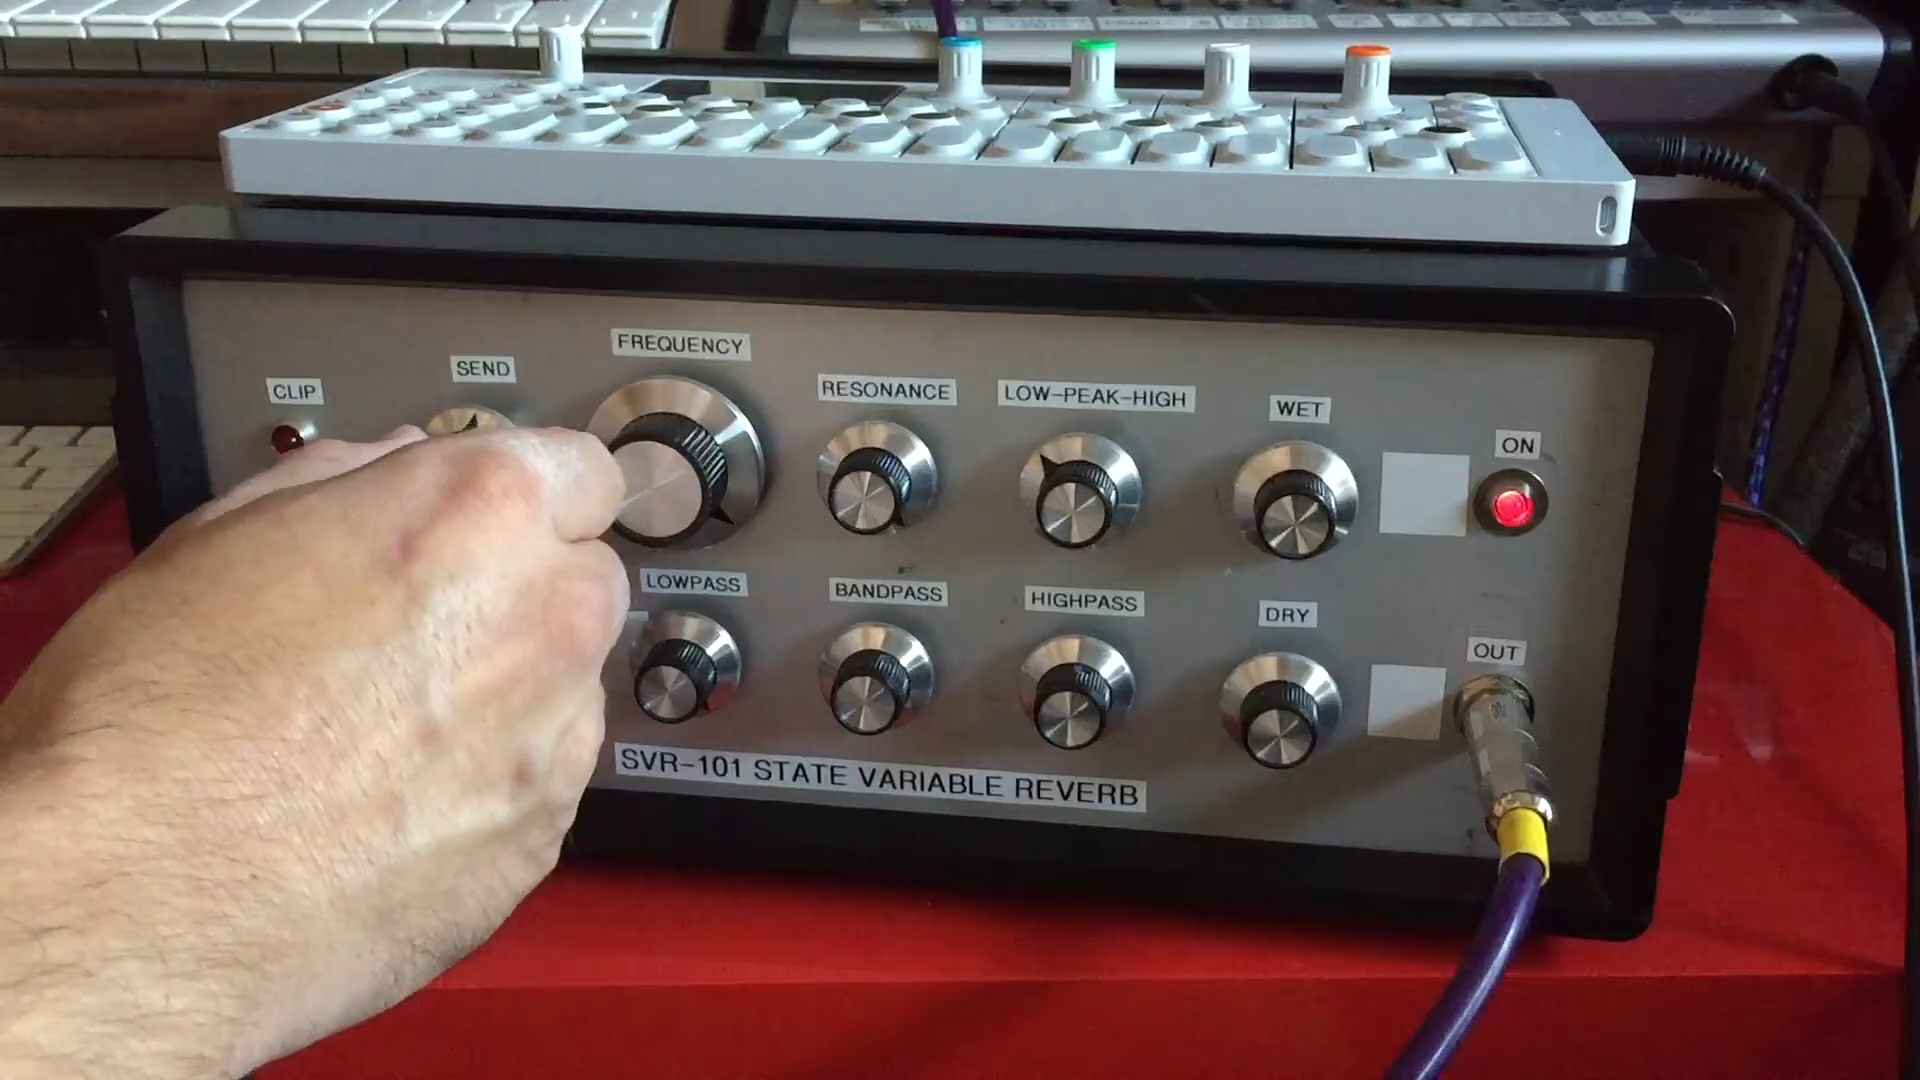 FREQUENCY
SEND
CLIP
RESONANCE
LOW-PEAK-HIGH
WET
ON
LOWPASS
BANDPASS
HIGHPASS
DRY
OUT
SVR-101 STATE VARIABLE REVERB